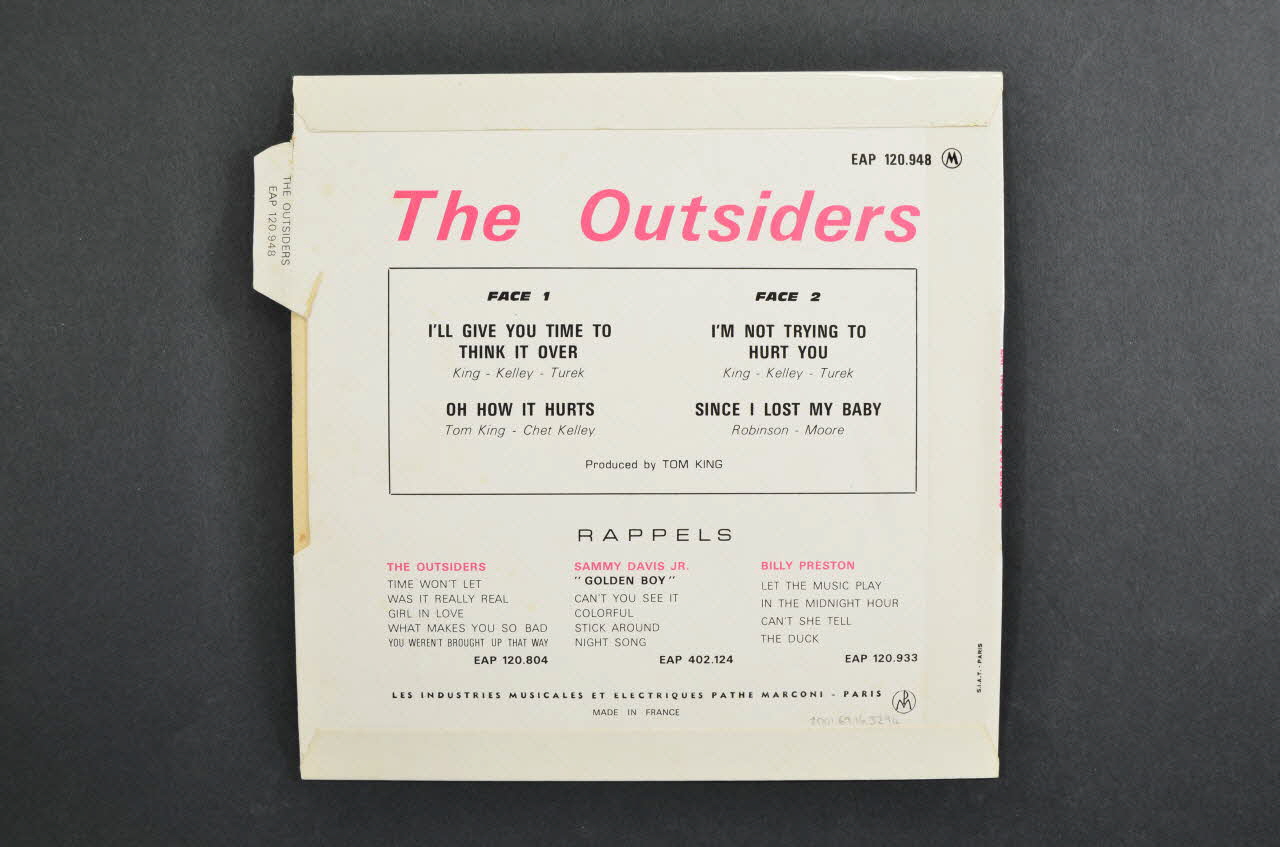 EAP 120.948 M
THE OUTSIDERS
EAP 120.948
The Outsiders
FACE 1
I'LL GIVE YOU TIME TO
THINK IT OVER
King - Kelley - Turek
OH HOW IT HURTS
Tom King - Chet Kelley
FACE 2
I'M NOT TRYING TO
HURT YOU
King - Kelley - Turek
SINCE I LOST MY BABY
Robinson - Moore
Produced by TOM KING
RAPPELS
THE OUTSIDERS
TIME WON'T LET
WAS IT REALLY REAL
GIRL IN LOVE
WHAT MAKES YOU SO BAD
YOU WEREN'T BROUGHT UP THAT WAY
EAP 120.804
SAMMY DAVIS JR.
"GOLDEN BOY"
CAN'T YOU SEE IT
COLORFUL
STICK AROUND
NIGHT SONG
EAP 402.124
BILLY PRESTON
LET THE MUSIC PLAY
IN THE MIDNIGHT HOUR
CAN'T SHE TELL
THE DUCK
EAP 120.933
LES INDUSTRIES MUSICALES ET ELECTRIQUES PATHE MARCONI - PARIS
MADE IN FRANCE
S.I.A.T. - PARIS